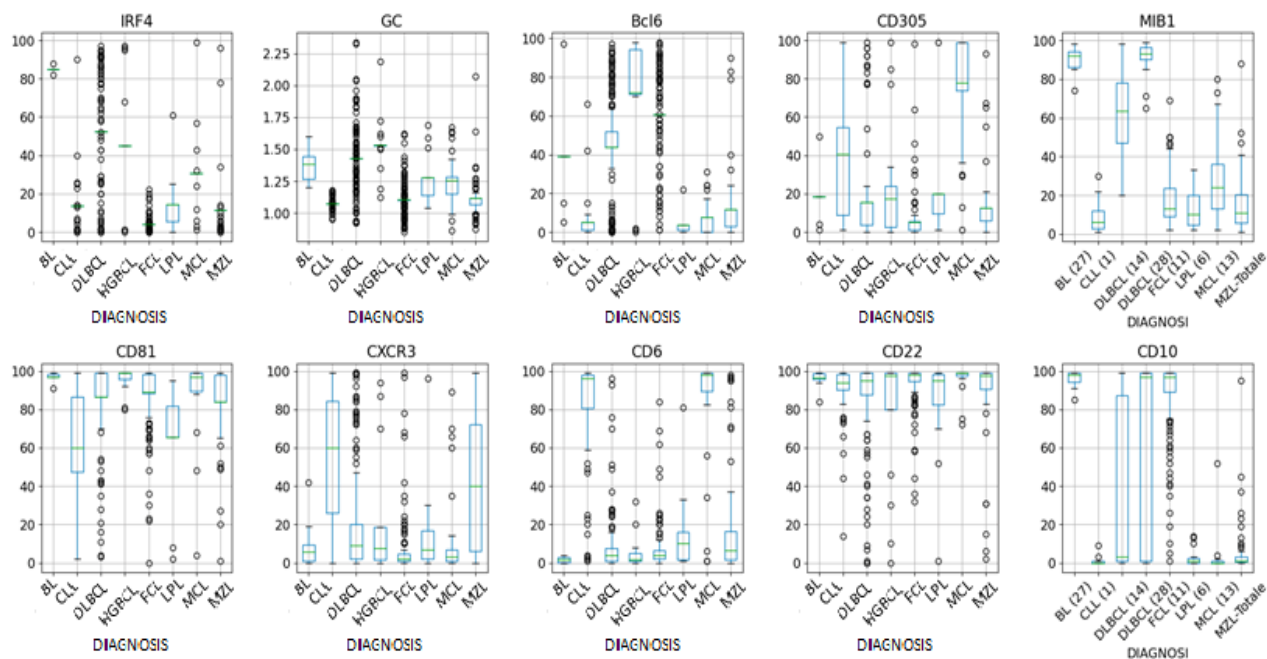 IRF4 GC Bcl6 CD305 MIB1
100 2.25 100 100 100
80 2.00 80 80 80
60 1.75 60 60 60
40 1.50 40 40 40
20 1.25 20 20 20
0 1.00 0 0 0
BL CLL DLBCL HGBCL FCL LPL MCL MZL
BL CLL DLBCL HGBCL FCL LPL MCL MZL
BL CLL DLBCL HGBCL FCL LPL MCL MZL
BL CLL DLBCL HGBCL FCL LPL MCL MZL
BL (27) CLL (1) DLBCL (14) DLBCL (28) FCL (11) LPL (6) MCL (13) MZL-Totale
DIAGNOSIS DIAGNOSIS DIAGNOSIS DIAGNOSIS DIAGNOSI
CD81 CXCR3 CD6 CD22 CD10
100 100 100 100 100
80 80 80 80 80
60 60 60 60 60
40 40 40 40 40
20 20 20 20 20
0 0 0 0 0
BL CLL DLBCL HGBCL FCL LPL MCL MZL
BL CLL DLBCL HGBCL FCL LPL MCL MZL
BL CLL DLBCL HGBCL FCL LPL MCL MZL
BL CLL DLBCL HGBCL FCL LPL MCL MZL
BL (27) CLL (1) DLBCL (14) DLBCL (28) FCL (11) LPL (6) MCL (13) MZL-Totale
DIAGNOSIS DIAGNOSIS DIAGNOSIS DIAGNOSIS DIAGNOSI